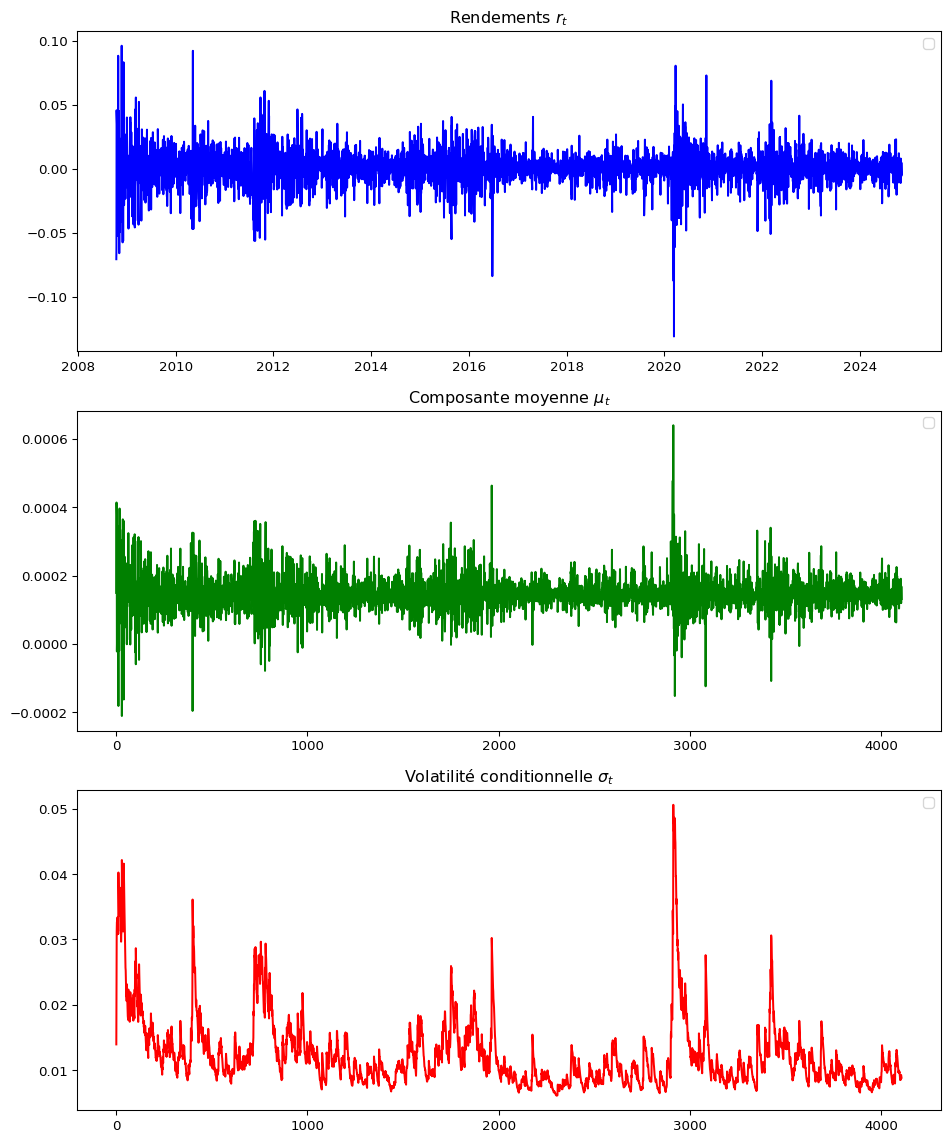 Rendements r_t
0.10
0.05
0.00
−0.05
−0.10
2008 2010 2012 2014 2016 2018 2020 2022 2024
Composante moyenne μ_t
0.0006
0.0004
0.0002
0.0000
−0.0002
0 1000 2000 3000 4000
Volatilité conditionnelle σ_t
0.05
0.04
0.03
0.02
0.01
0 1000 2000 3000 4000